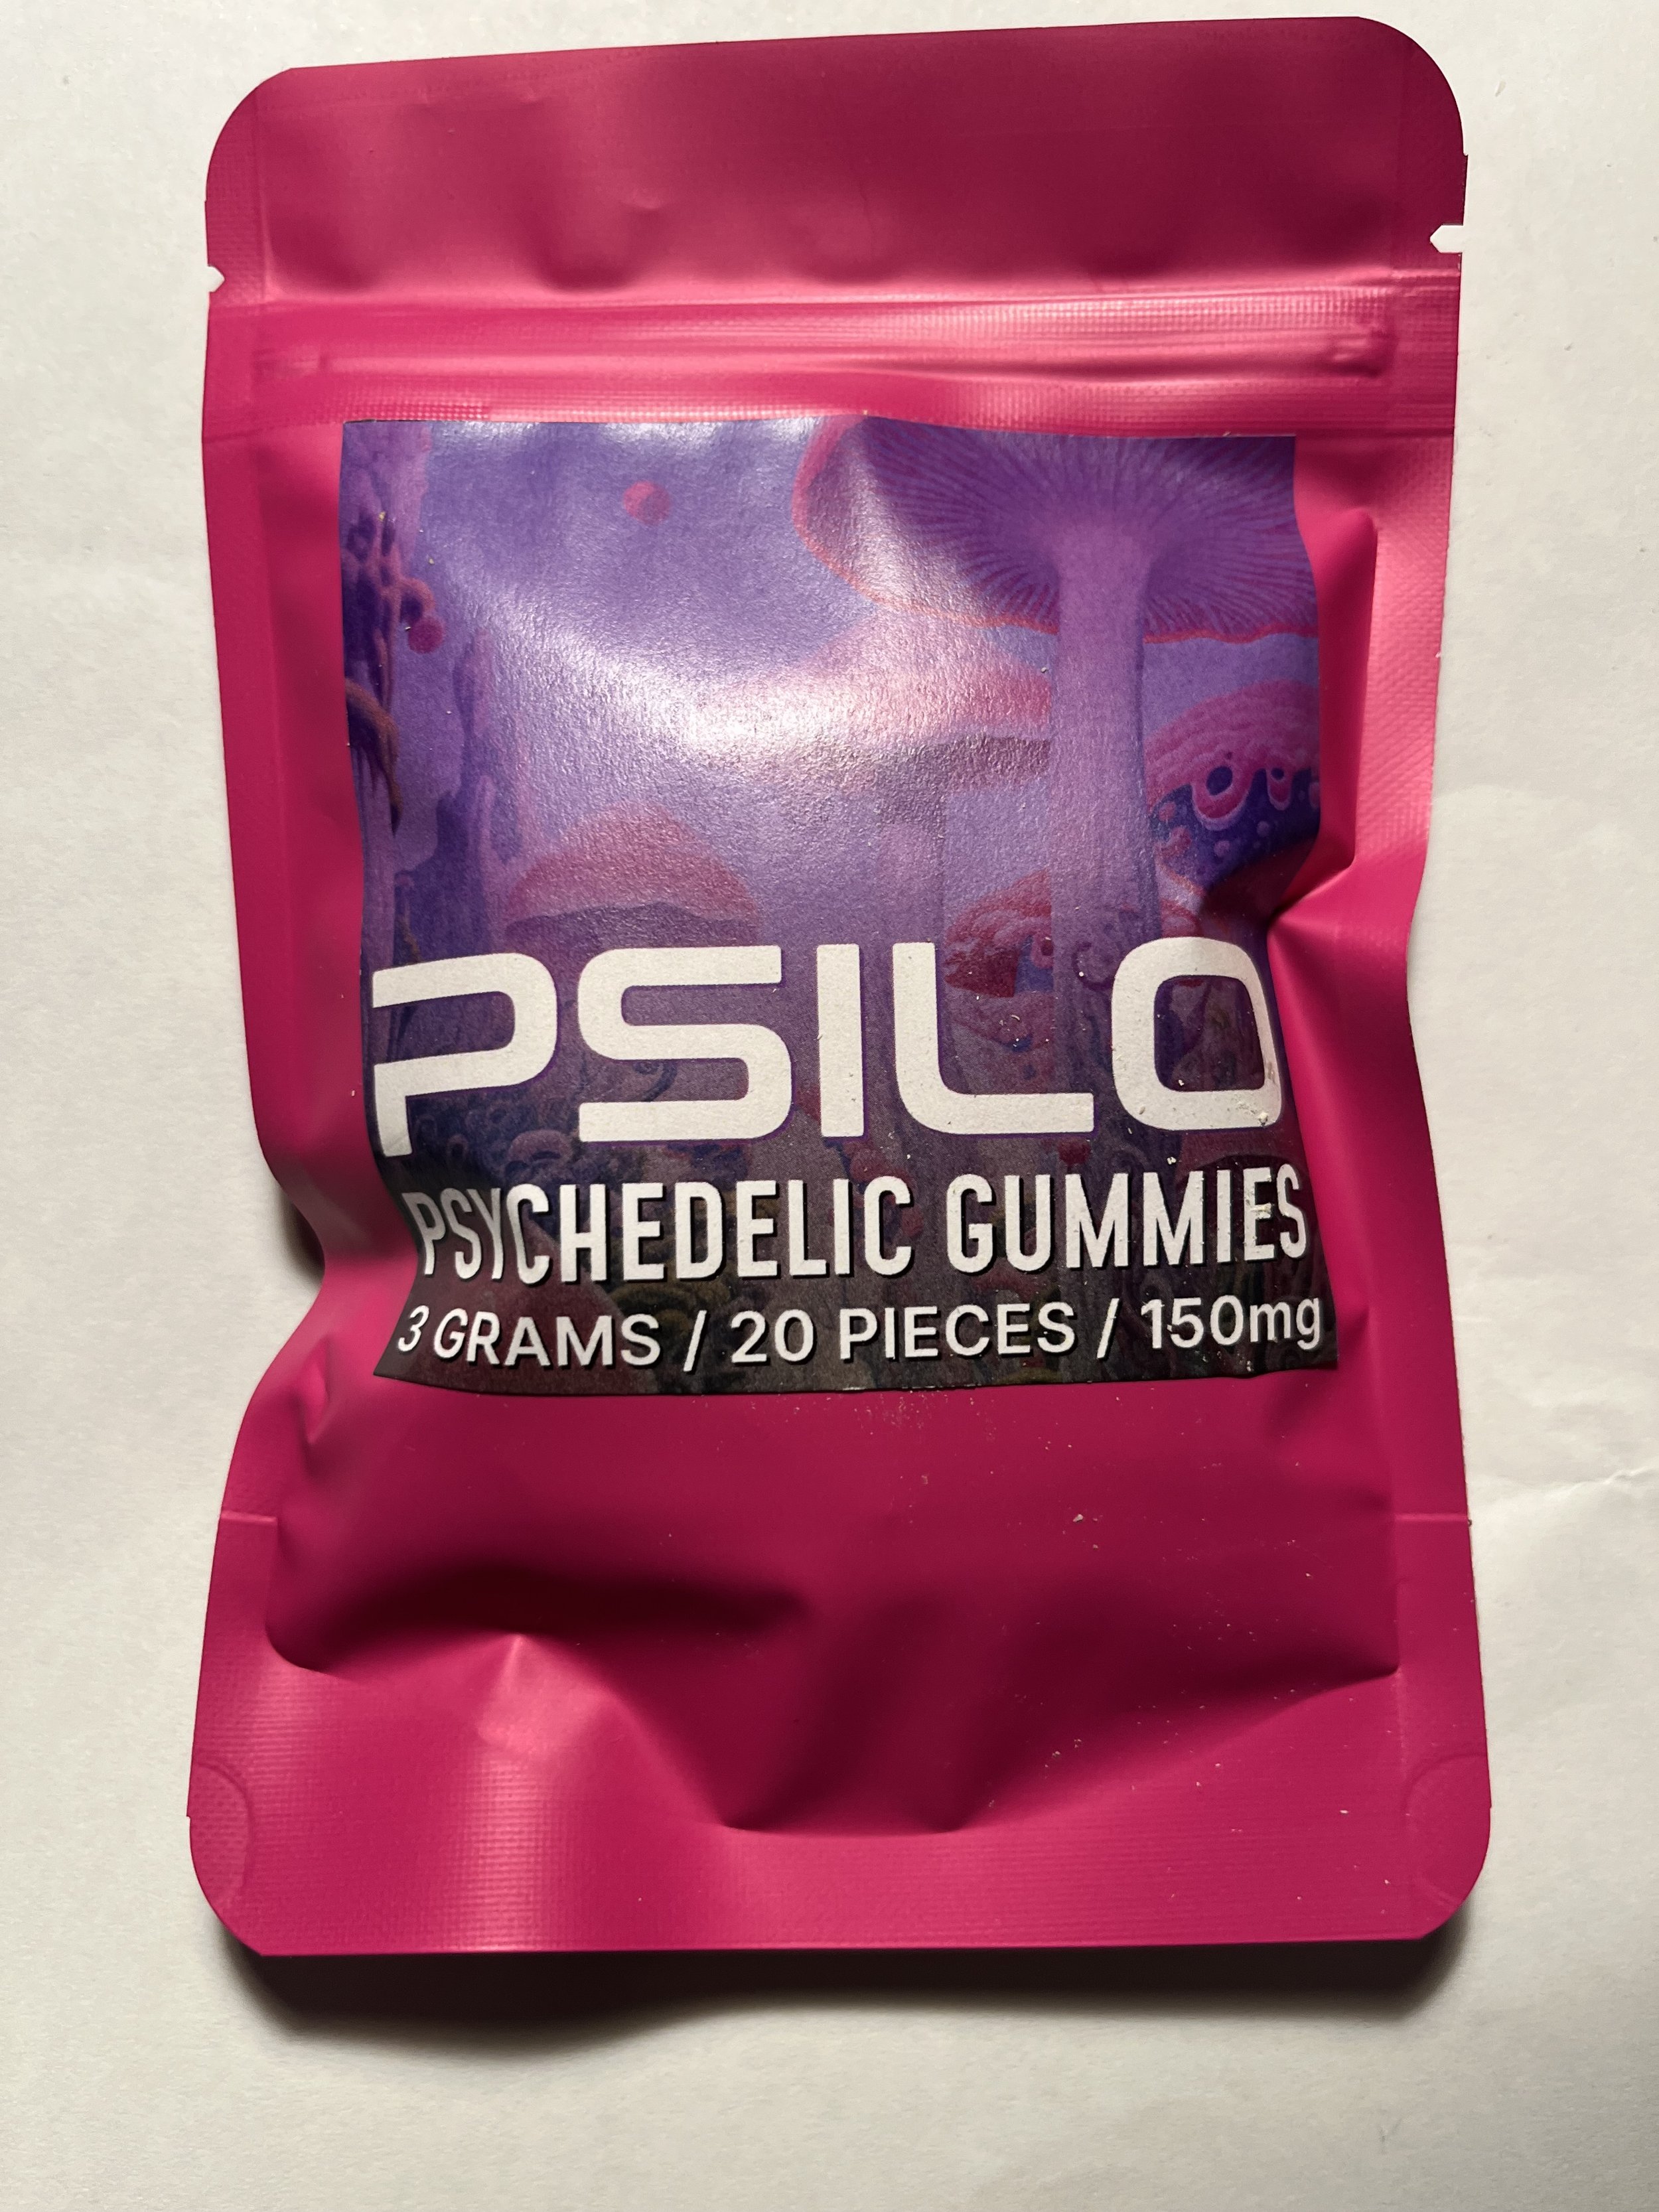 PSILO
PSYCHEDELIC GUMMIES
3 GRAMS / 20 PIECES / 150mg